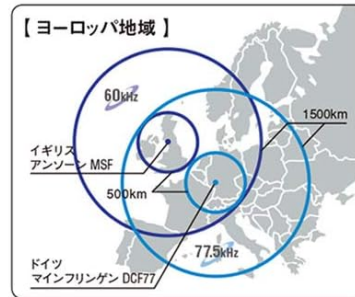 【 ヨーロッパ地域 】
60kHz
1500km
イギリス
アンソーン MSF
500km
77.5kHz
ドイツ
マインフリンゲン DCF77